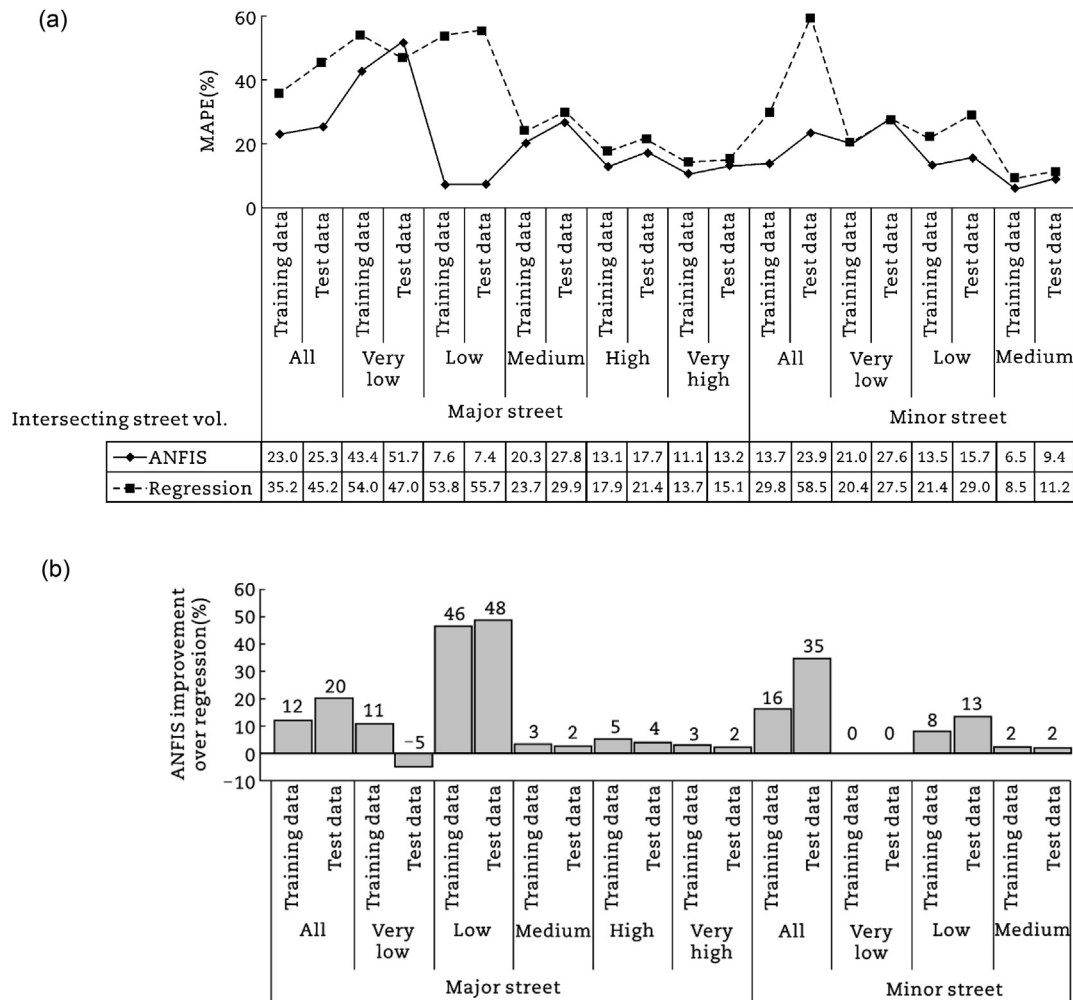 (a)
MAPE(%)
60
40
20
0
Training data
Test data
Training data
Test data
Training data
Test data
Training data
Test data
Training data
Test data
Training data
Test data
Training data
Test data
Training data
Test data
Training data
Test data
Training data
Test data
All
Very low
Low
Medium
High
Very high
All
Very low
Low
Medium
Intersecting street vol.
Major street
Minor street
ANFIS 23.0 25.3 43.4 51.7 7.6 7.4 20.3 27.8 13.1 17.7 11.1 13.2 13.7 23.9 21.0 27.6 13.5 15.7 6.5 9.4
Regression 35.2 45.2 54.0 47.0 53.8 55.7 23.7 29.9 17.9 21.4 13.7 15.1 29.8 58.5 20.4 27.5 21.4 29.0 8.5 11.2
(b)
ANFIS improvement
over regression(%)
60
50
40
30
20
10
0
−10
12 20 11 −5 46 48 3 2 5 4 3 2 16 35 0 0 8 13 2 2
Training data
Test data
Training data
Test data
Training data
Test data
Training data
Test data
Training data
Test data
Training data
Test data
Training data
Test data
Training data
Test data
Training data
Test data
Training data
Test data
All
Very low
Low
Medium
High
Very high
All
Very low
Low
Medium
Major street
Minor street